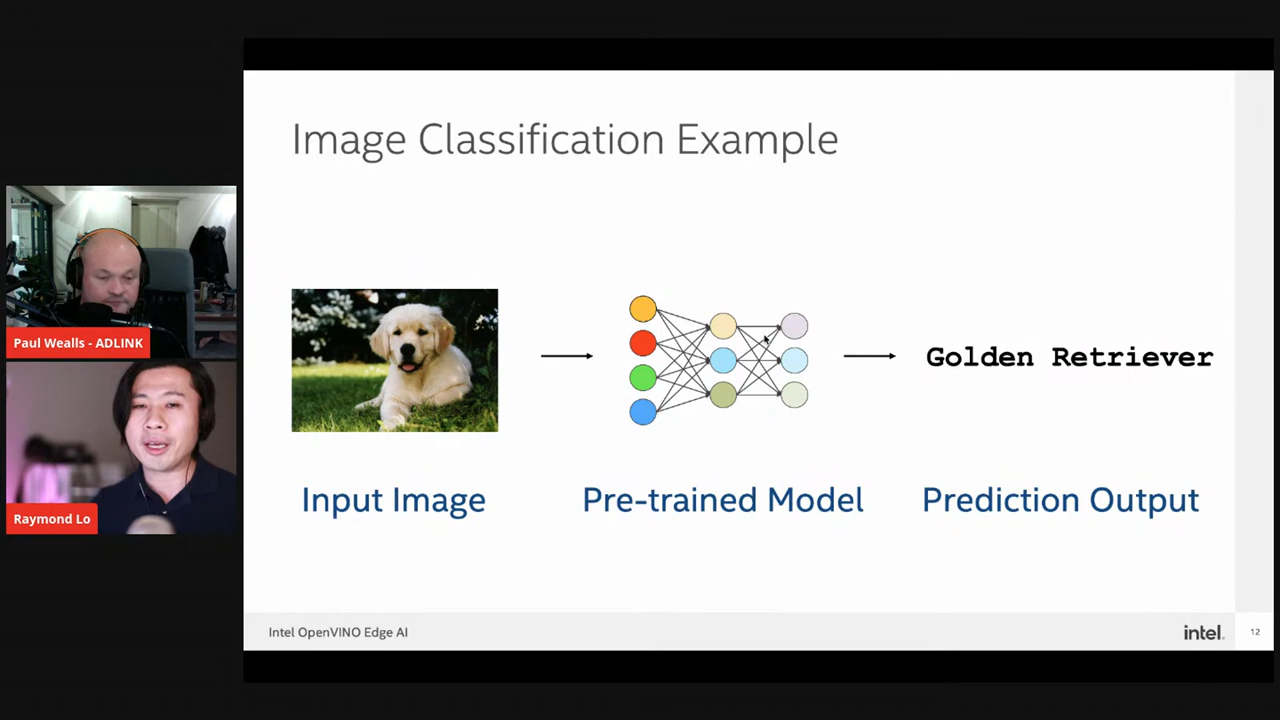 Image Classification Example
Paul Wealls - ADLINK
Raymond Lo
Golden Retriever
Input Image
Pre-trained Model
Prediction Output
Intel OpenVINO Edge AI
intel.
12